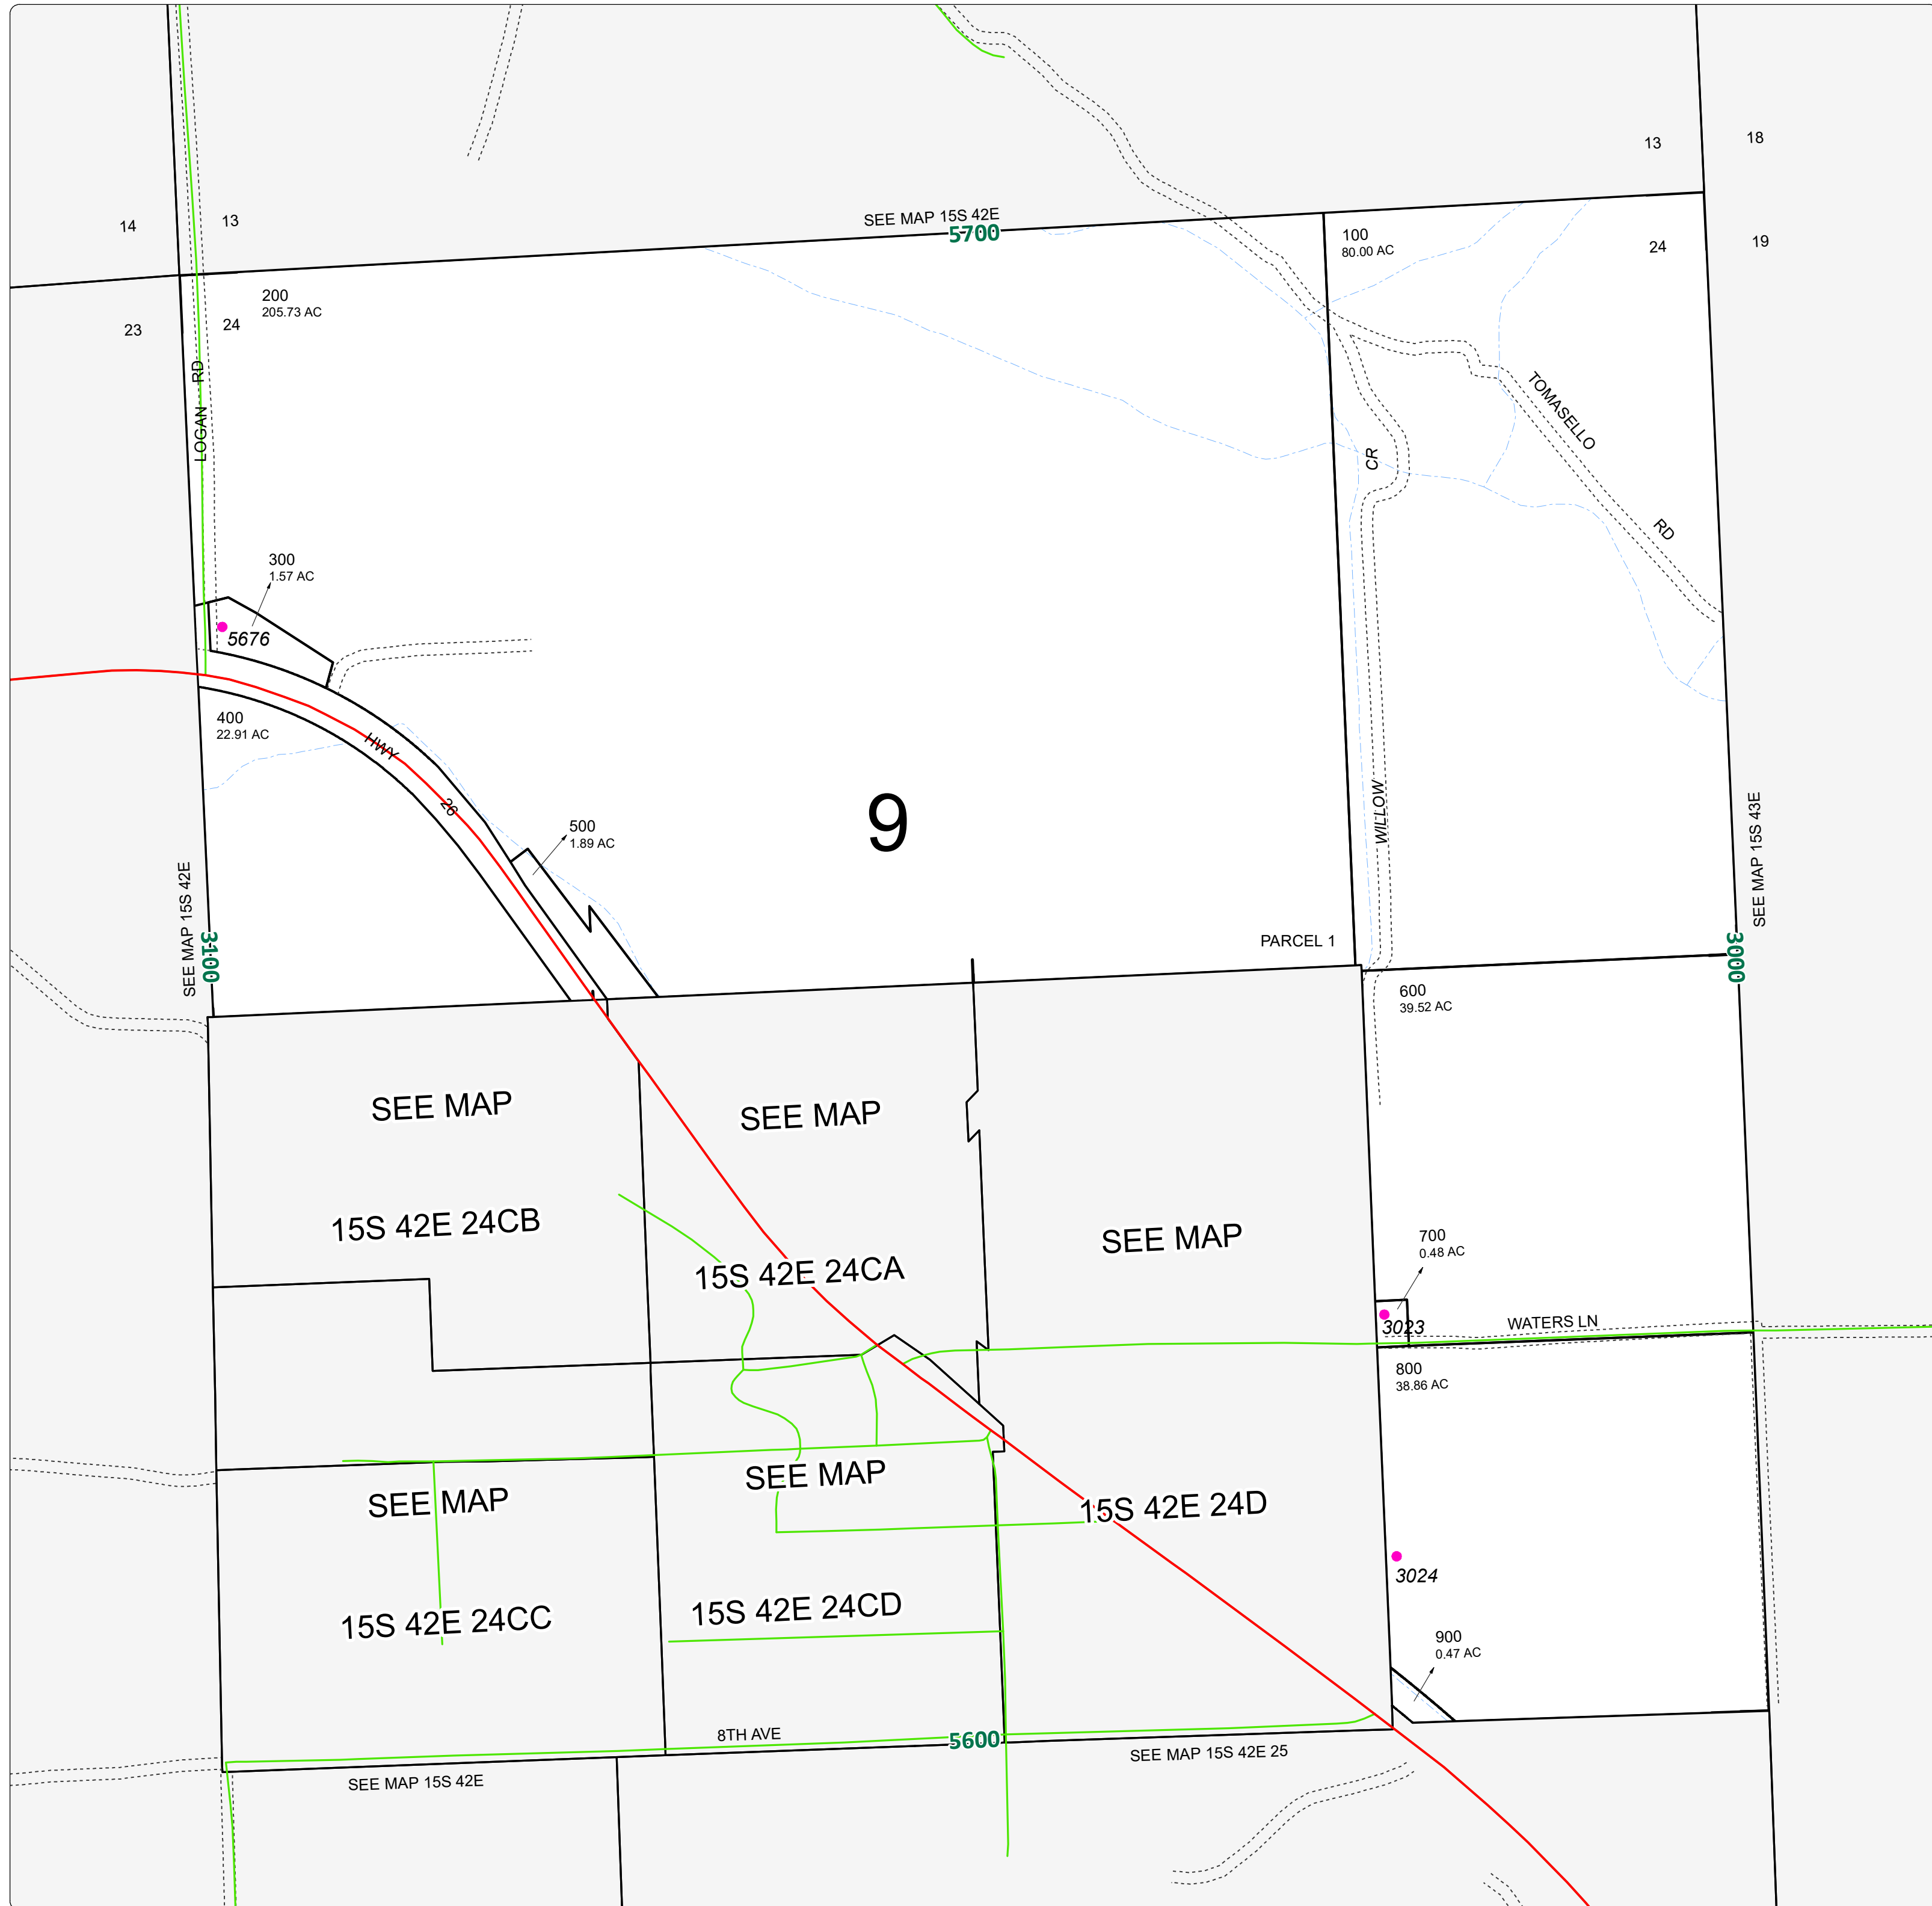 13
18
14
13
SEE MAP 15S 42E
5700
100
80.00 AC
24
19
200
205.73 AC
23
24
LOGAN RD
TOMASELLO RD
WILLOW CR
300
1.57 AC
5676
400
22.91 AC
HWY 26
500
1.89 AC
9
SEE MAP 15S 42E
3100
SEE MAP 15S 43E
3000
PARCEL 1
600
39.52 AC
SEE MAP
15S 42E 24CB
SEE MAP
15S 42E 24CA
SEE MAP
15S 42E 24D
700
0.48 AC
3023
WATERS LN
800
38.86 AC
SEE MAP
15S 42E 24CC
SEE MAP
15S 42E 24CD
3024
900
0.47 AC
8TH AVE
5600
SEE MAP 15S 42E 25
SEE MAP 15S 42E